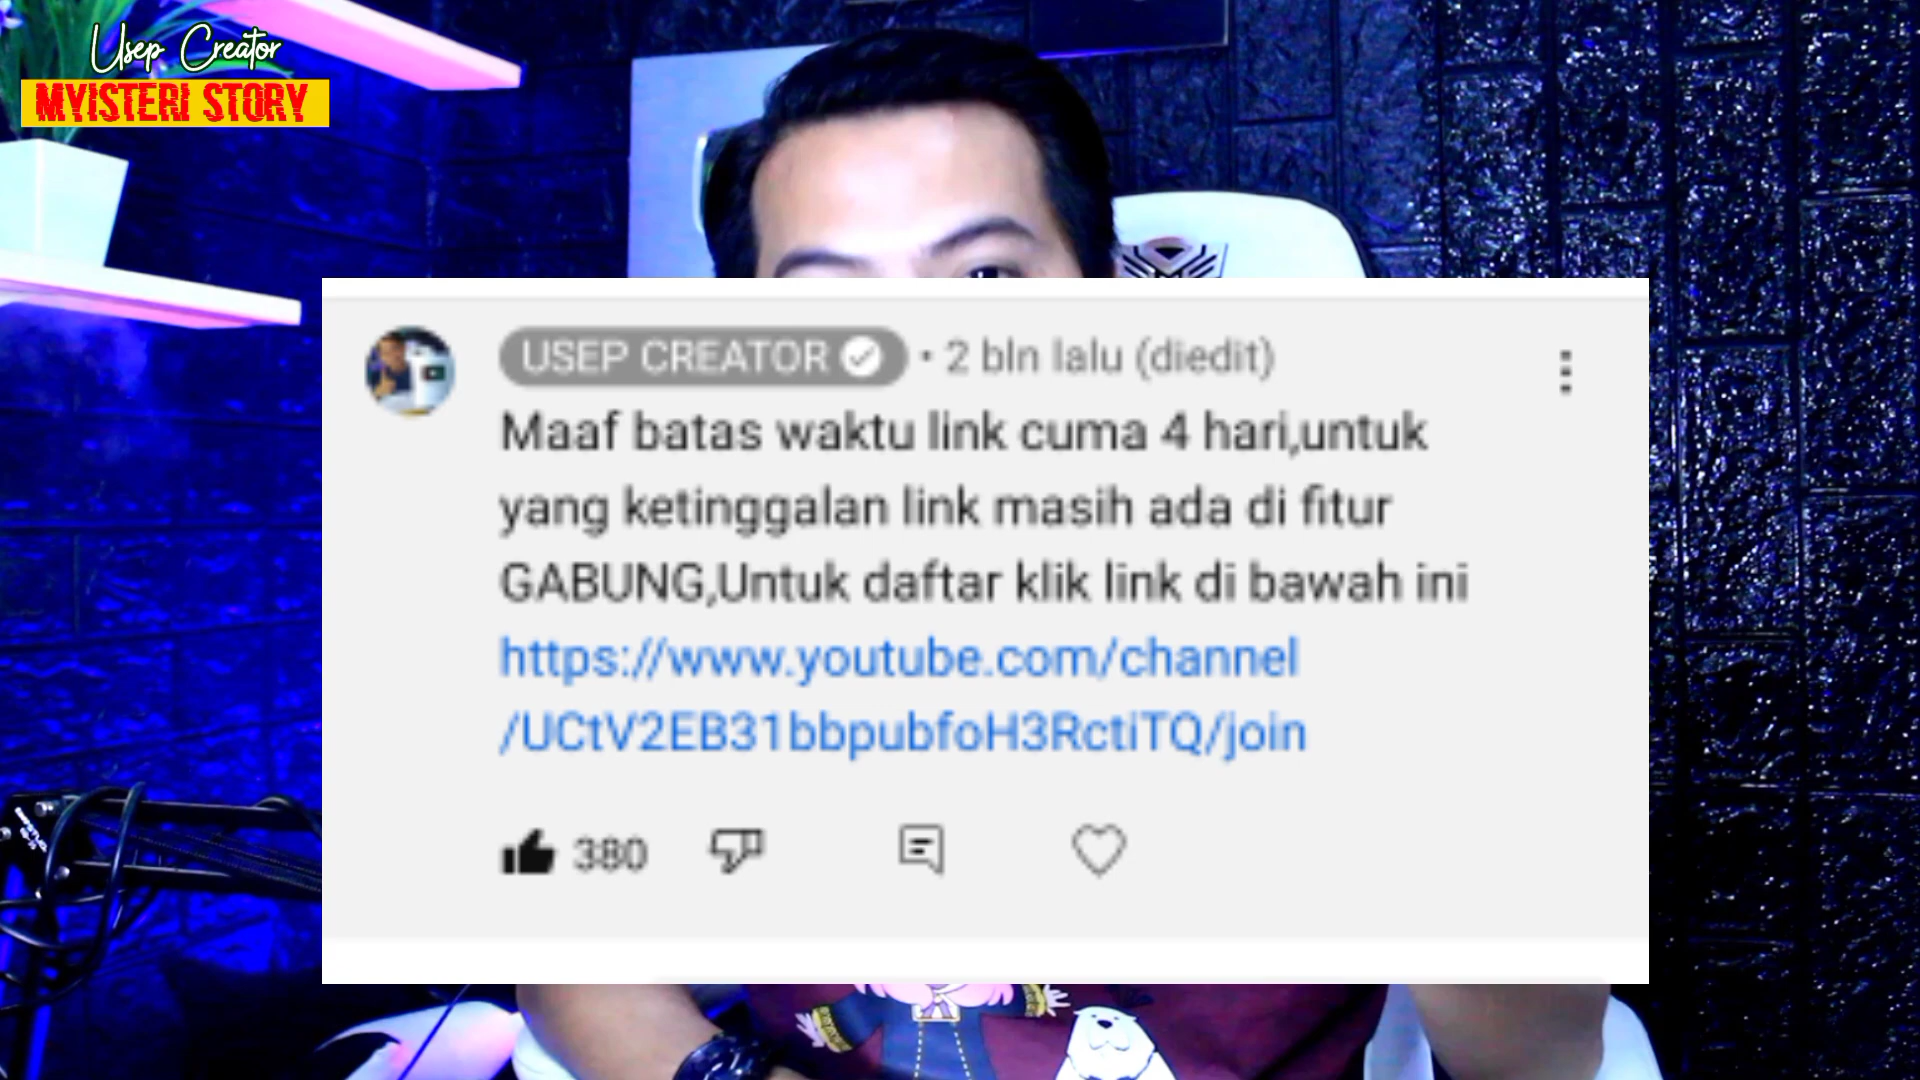 Usep Creator
MYISTERI STORY
USEP CREATOR • 2 bln lalu (diedit)
Maaf batas waktu link cuma 4 hari,untuk
yang ketinggalan link masih ada di fitur
GABUNG,Untuk daftar klik link di bawah ini
https://www.youtube.com/channel
/UCtV2EB31bbpubfoH3RctiTQ/join
380